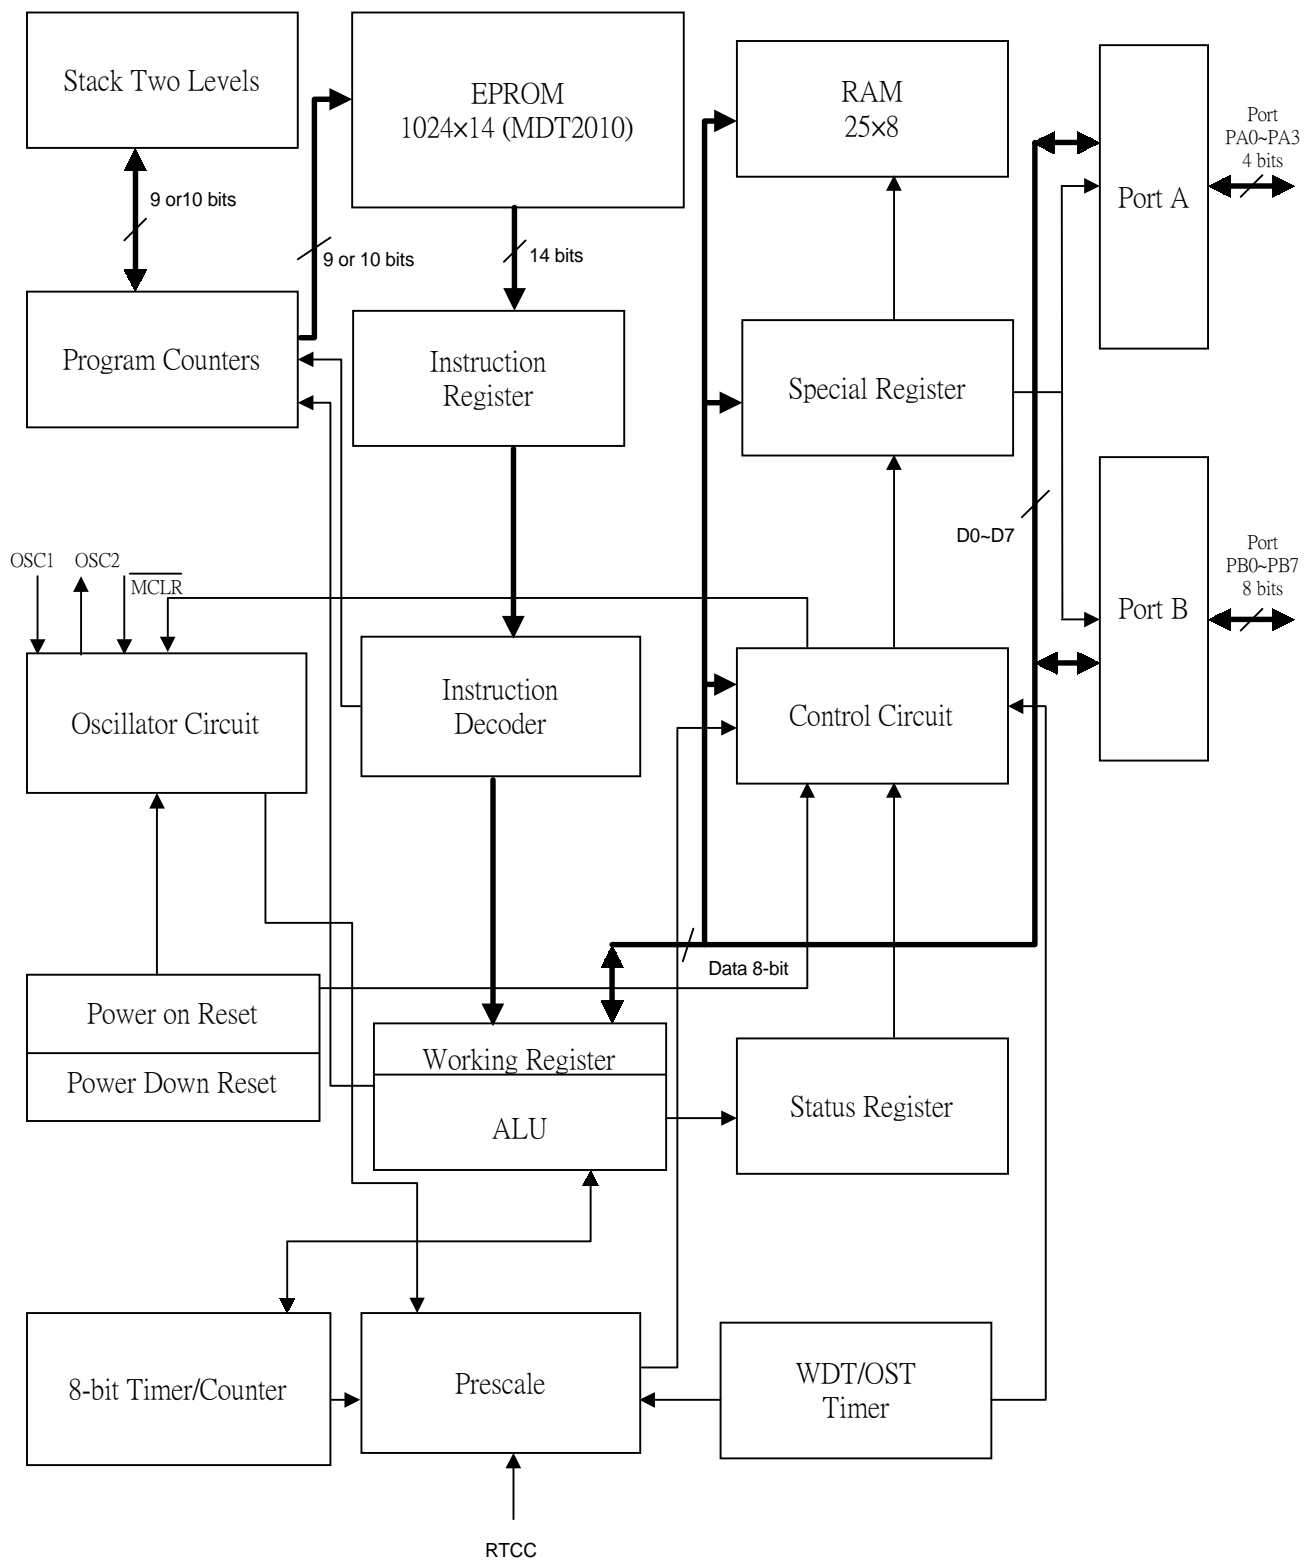 Stack Two Levels
EPROM
1024×14 (MDT2010)
RAM
25×8
Port
PA0~PA3
4 bits
Port A
9 or10 bits
9 or 10 bits
14 bits
Program Counters
Instruction
Register
Special Register
D0~D7
OSC1
OSC2
MCLR
Port
PB0~PB7
8 bits
Port B
Oscillator Circuit
Instruction
Decoder
Control Circuit
Data 8-bit
Power on Reset
Power Down Reset
Working Register
ALU
Status Register
8-bit Timer/Counter
Prescale
WDT/OST
Timer
RTCC